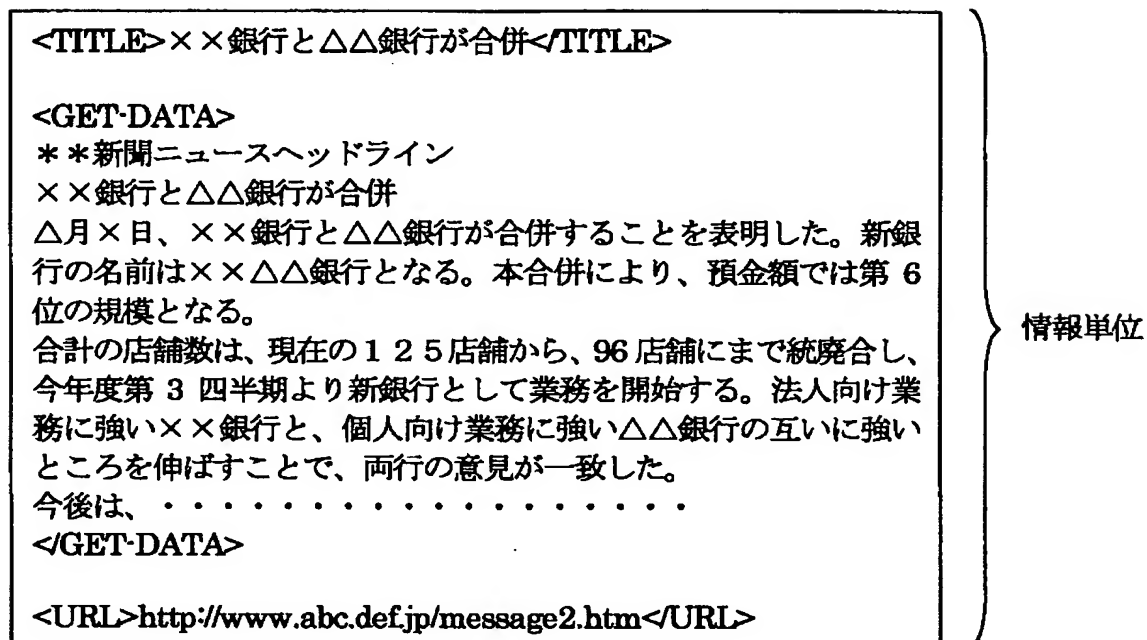 <TITLE>××銀行と△△銀行が合併</TITLE>
<GET-DATA>
＊＊新聞ニュースヘッドライン
××銀行と△△銀行が合併
△月×日、××銀行と△△銀行が合併することを表明した。新銀
行の名前は××△△銀行となる。本合併により、預金額では第 6
位の規模となる。
合計の店舗数は、現在の１２５店舗から、96 店舗にまで統廃合し、
今年度第 3 四半期より新銀行として業務を開始する。法人向け業
務に強い××銀行と、個人向け業務に強い△△銀行の互いに強い
ところを伸ばすことで、両行の意見が一致した。
今後は、・・・・・・・・・・・・・・・・・・
</GET-DATA>
<URL>http://www.abc.def.jp/message2.htm</URL>
情報単位